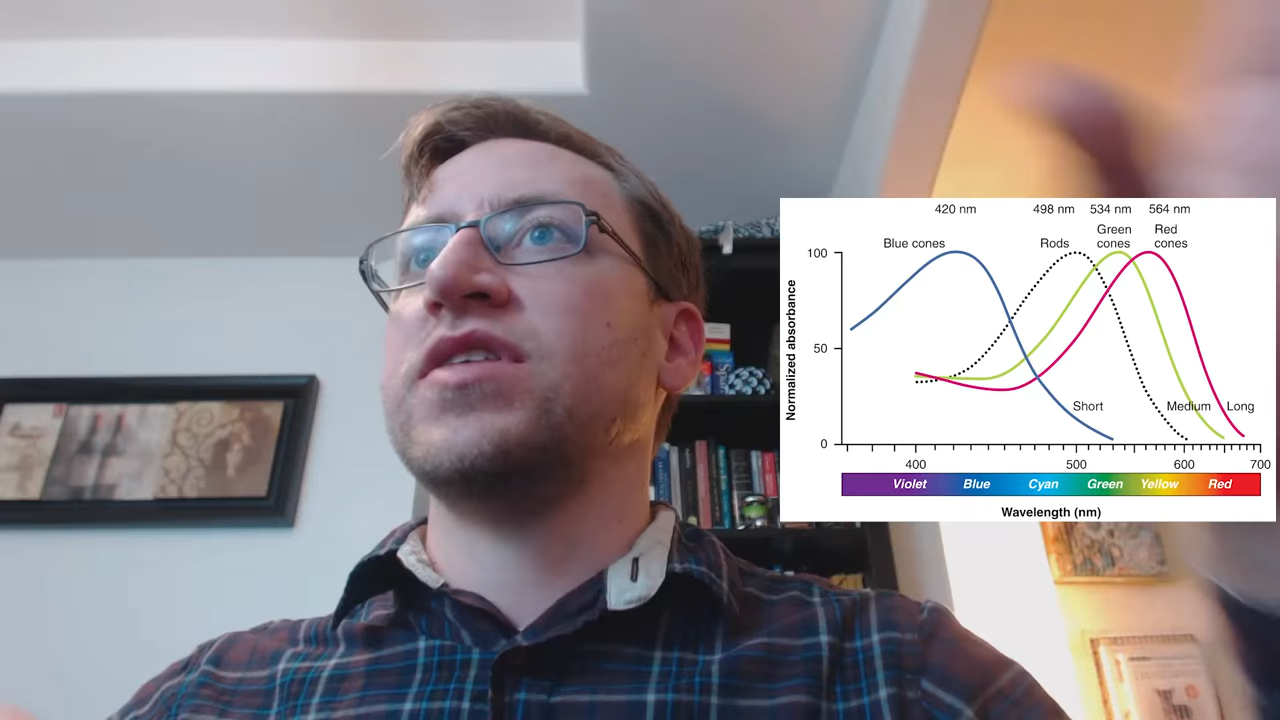 420 nm 498 nm 534 nm 564 nm
Blue cones Rods Green cones Red cones
100
50
0
Normalized absorbance
Short Medium Long
400 500 600 700
Violet Blue Cyan Green Yellow Red
Wavelength (nm)